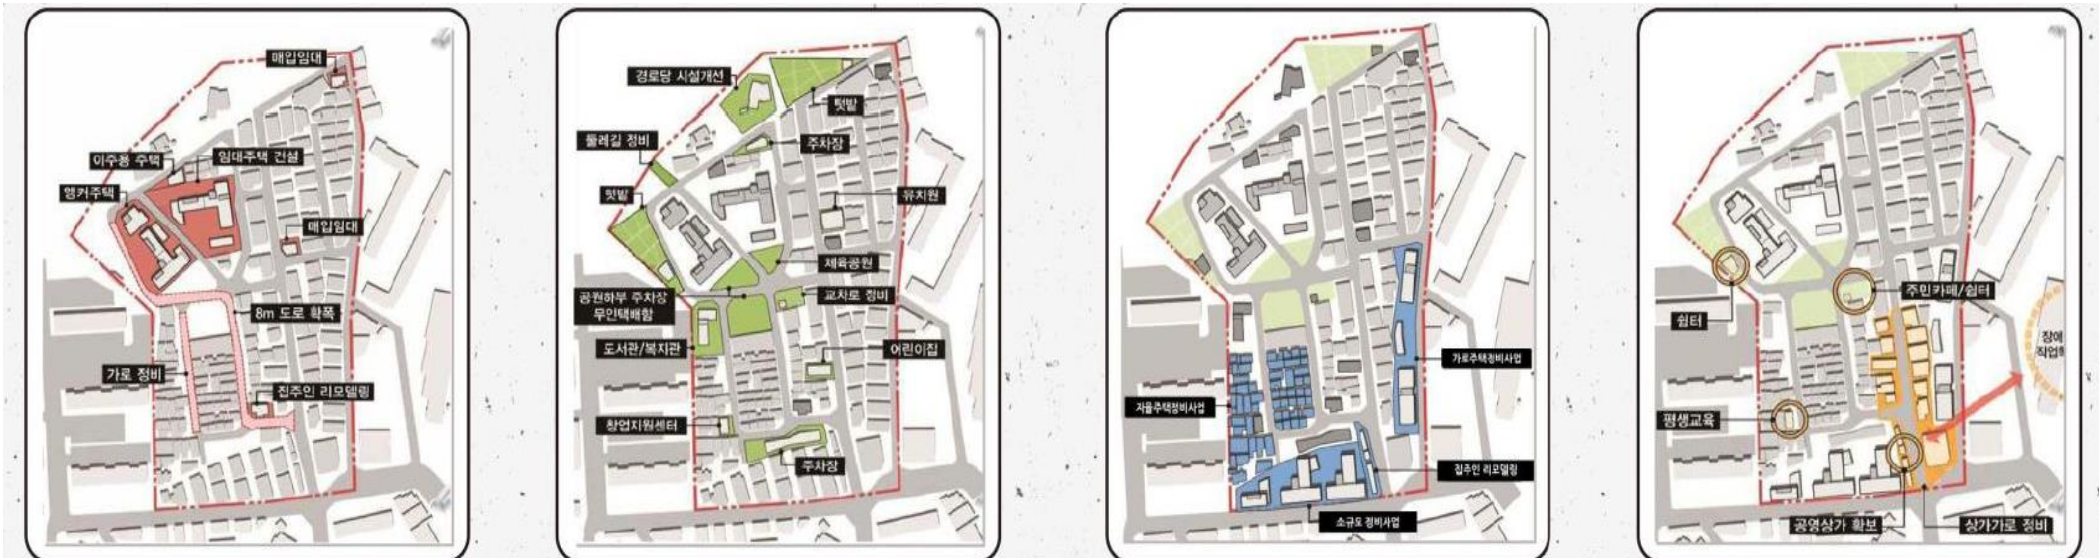 매입임대
이주용 주택
임대주택 건설
앵커주택
매입임대
8m 도로 확폭
가로 정비
집주인 리모델링
경로당 시설개선
텃밭
둘레길 정비
주차장
텃밭
유치원
체육공원
공원하부 주차장
무인택배함
교차로 정비
도서관/복지관
어린이집
창업지원센터
주차장
가로주택정비사업
자율주택정비사업
집주인 리모델링
소규모 정비사업
주민카페/쉼터
쉼터
장애
평생교육
공영상가 확보
상가가로 정비